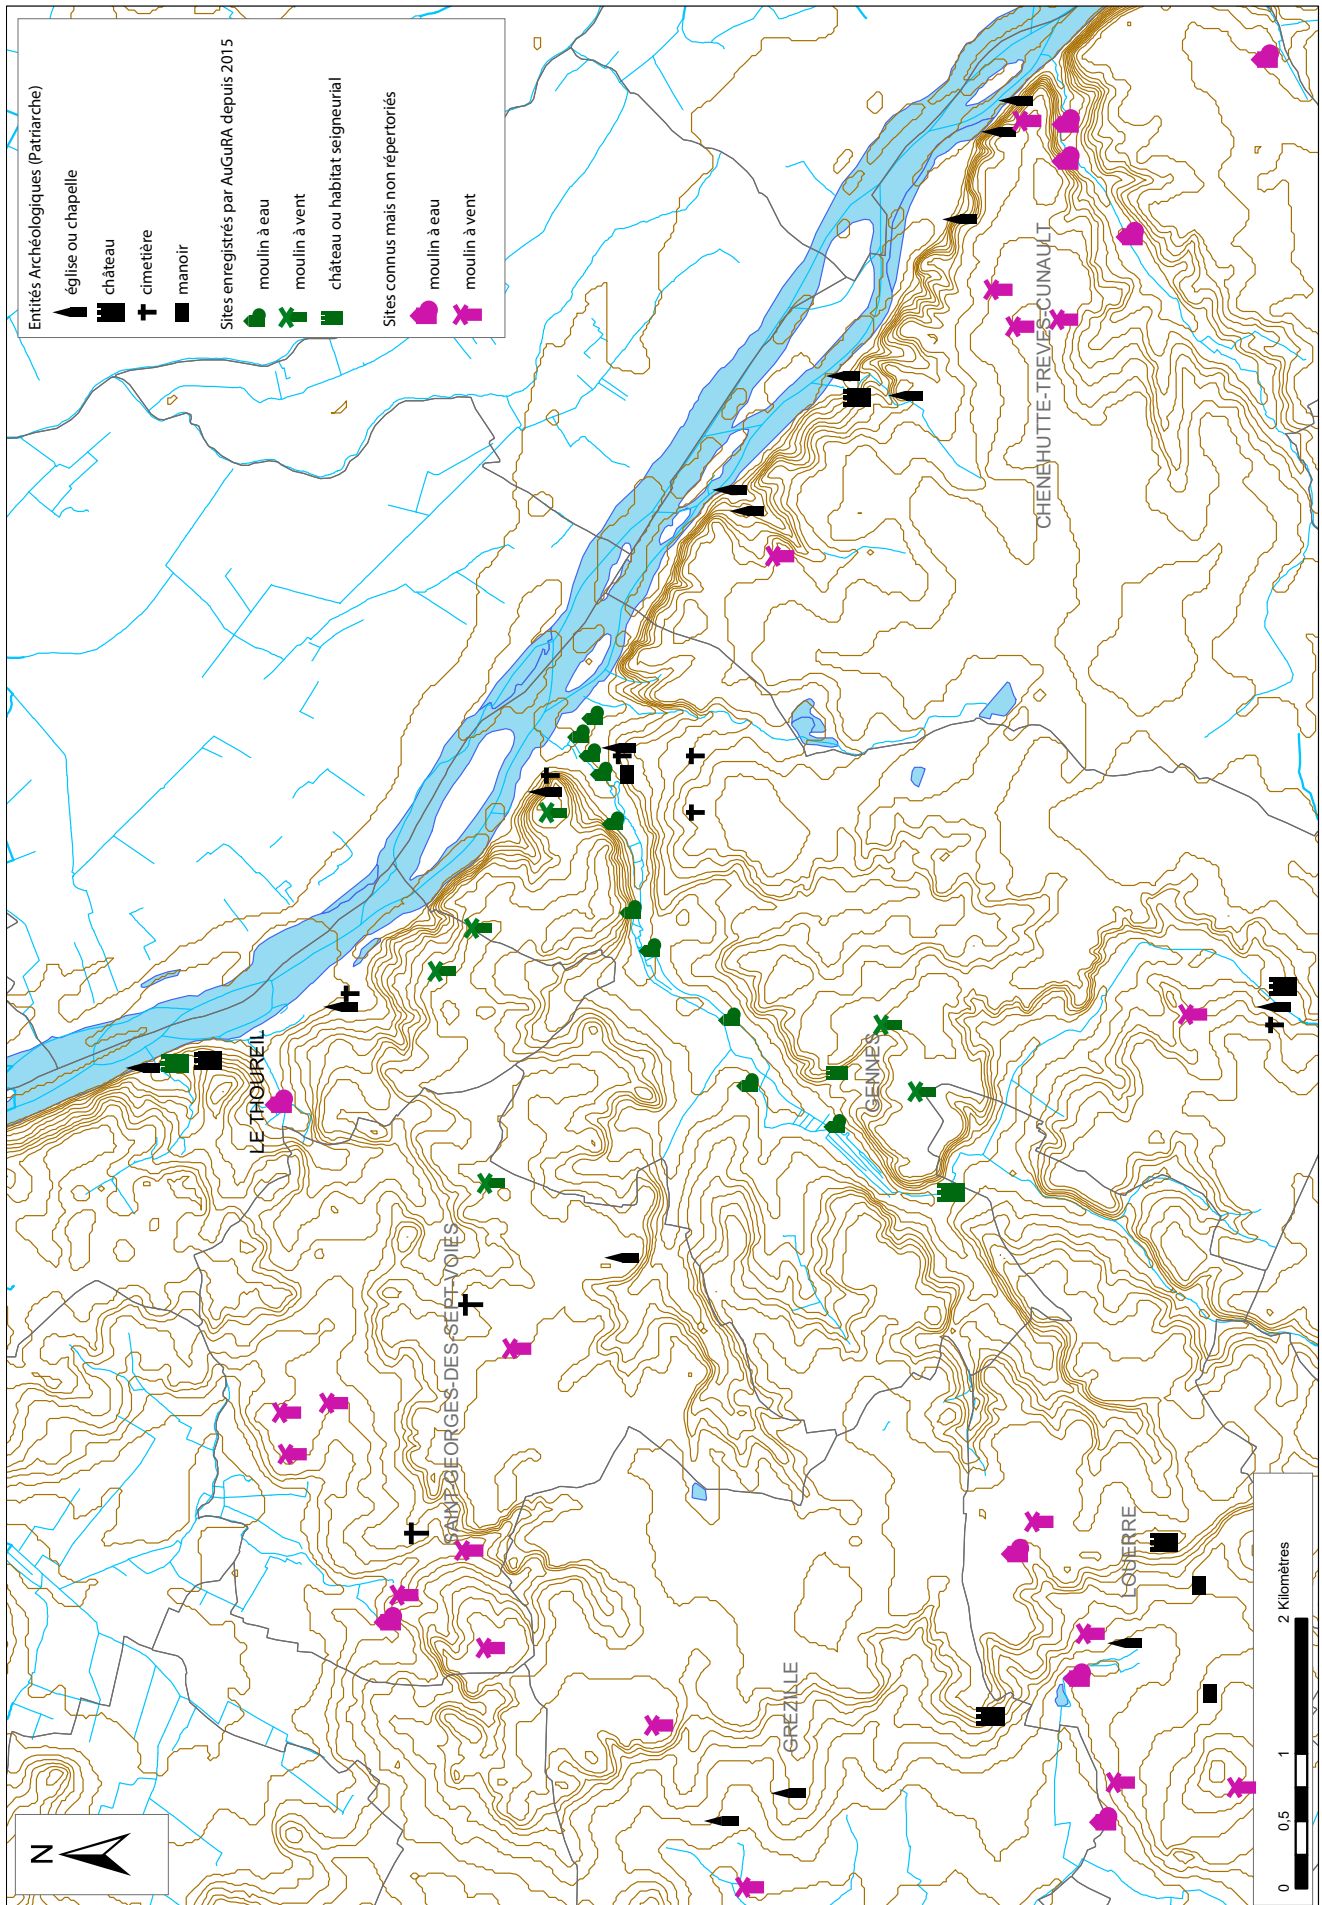 Entités Archéologiques (Patriarche)
église ou chapelle
château
cimetière
manoir
Sites enregistrés par AuGuRA depuis 2015
moulin à eau
moulin à vent
château ou habitat seigneurial
Sites connus mais non répertoriés
moulin à eau
moulin à vent
N
LE THOUREIL
SAINT-GEORGES-DES-SEPT-VOIES
GENNES
CHENEHUTTE-TREVES-CUNAULT
GREZILLE
LOUERRE
0 0,5 1 2 Kilomètres